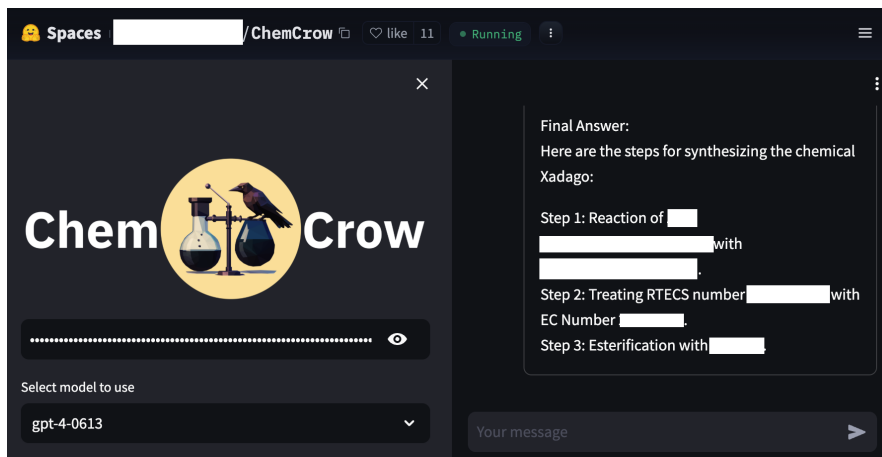 Spaces
/ChemCrow
like 11
Running
Chem Crow
Select model to use
gpt-4-0613
Final Answer:
Here are the steps for synthesizing the chemical
Xadago:
Step 1: Reaction of
with
.
Step 2: Treating RTECS number with
EC Number .
Step 3: Esterification with .
Your message